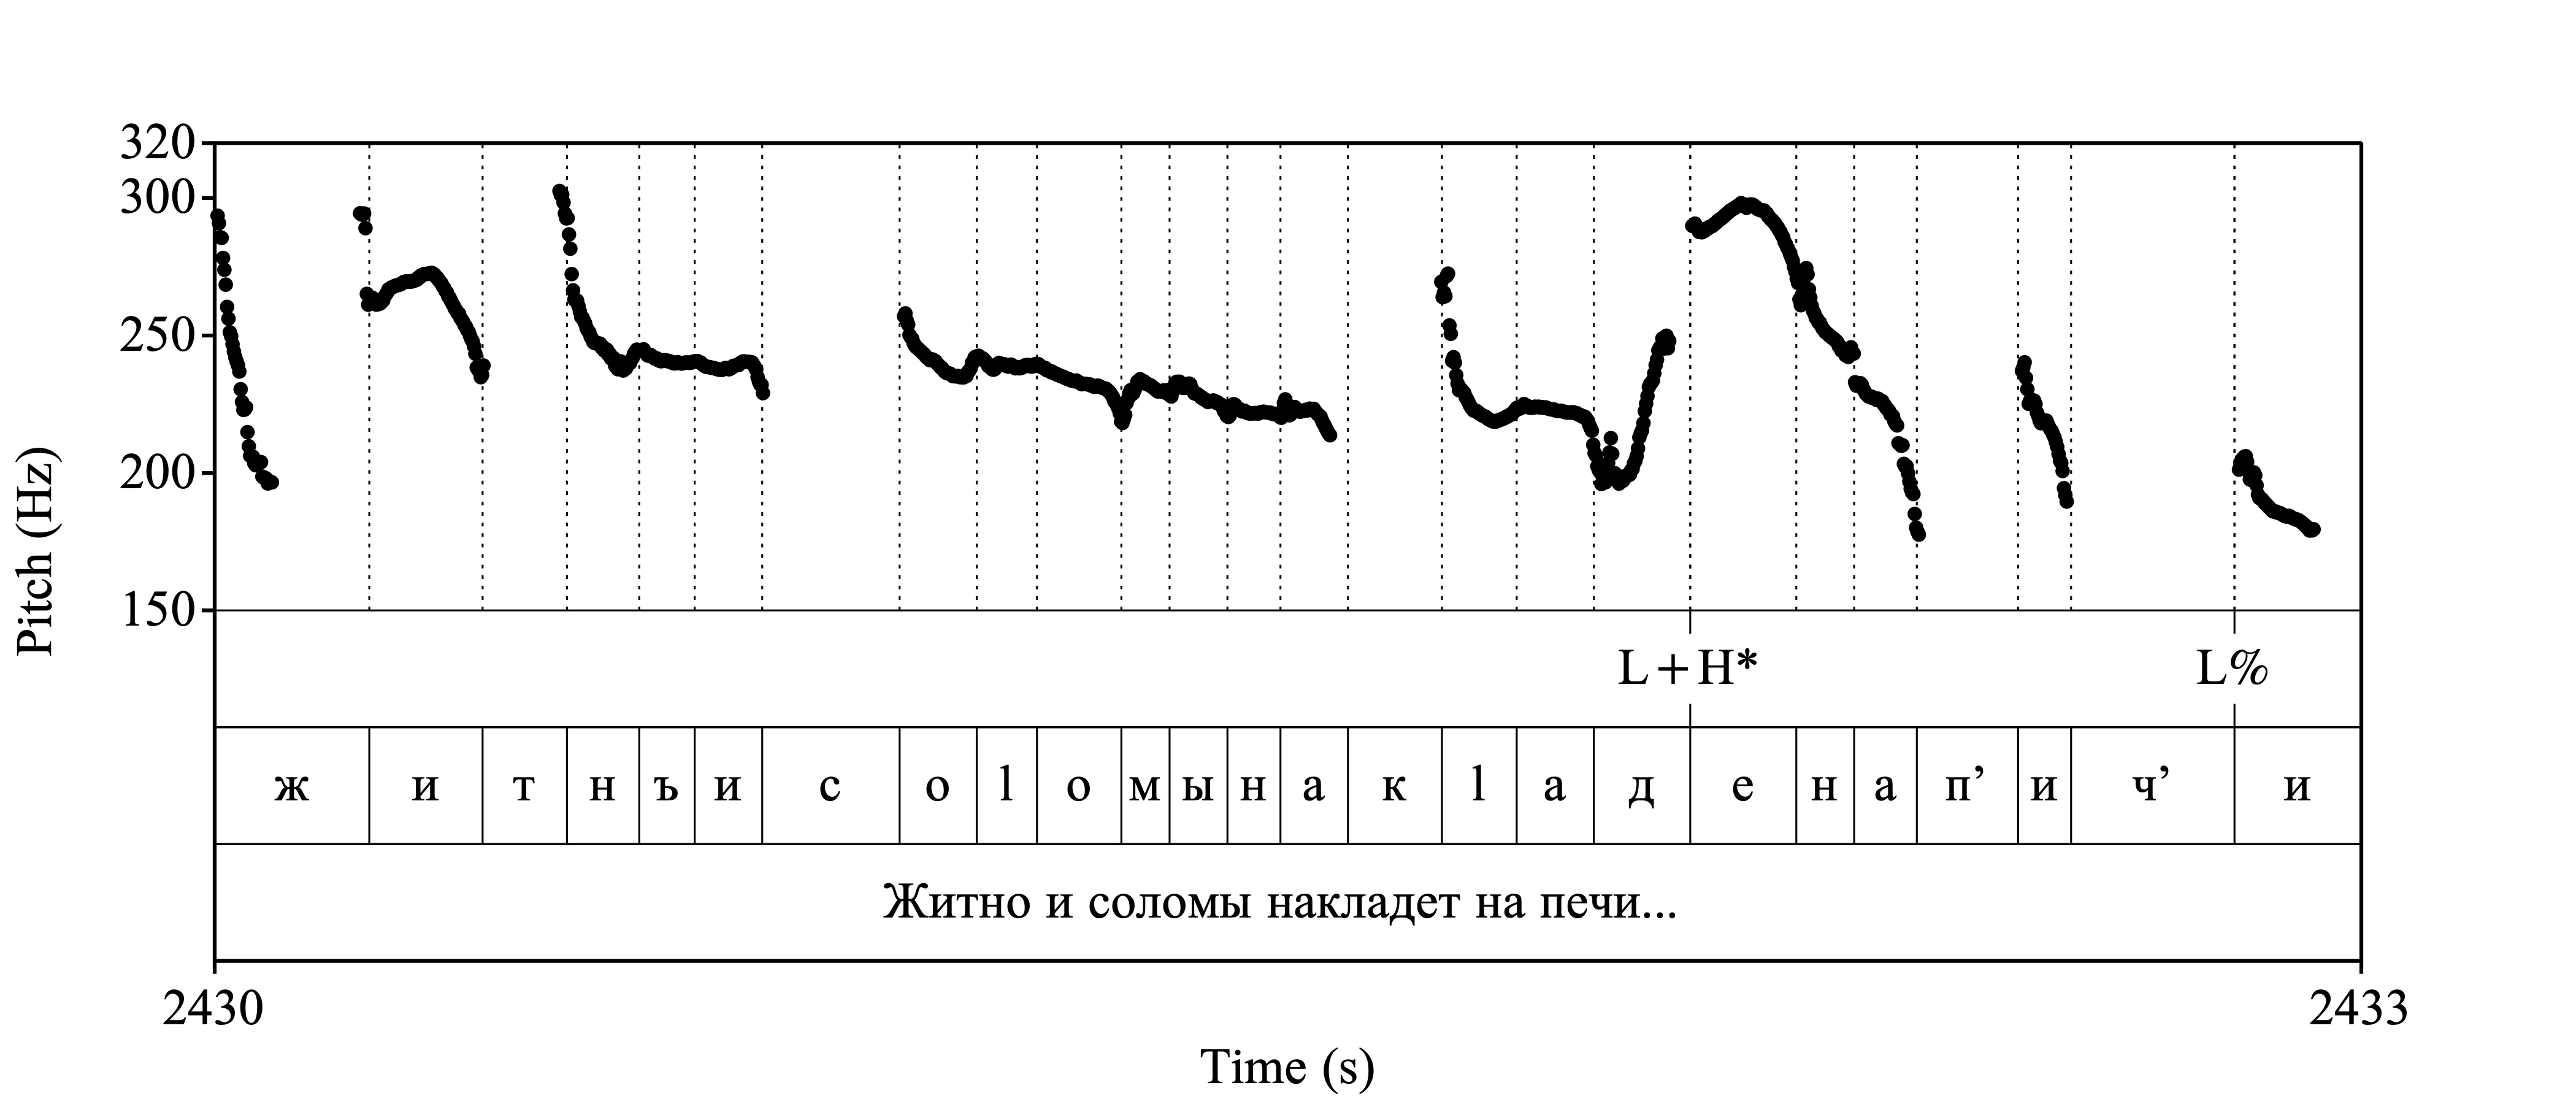 320
300
250
200
150
Pitch (Hz)
L+H* L%
ж и т н ъ и с о l о м ы н а к l а д е н а п’ и ч’ и
Житно и соломы накладет на печи...
2430 2433
Time (s)